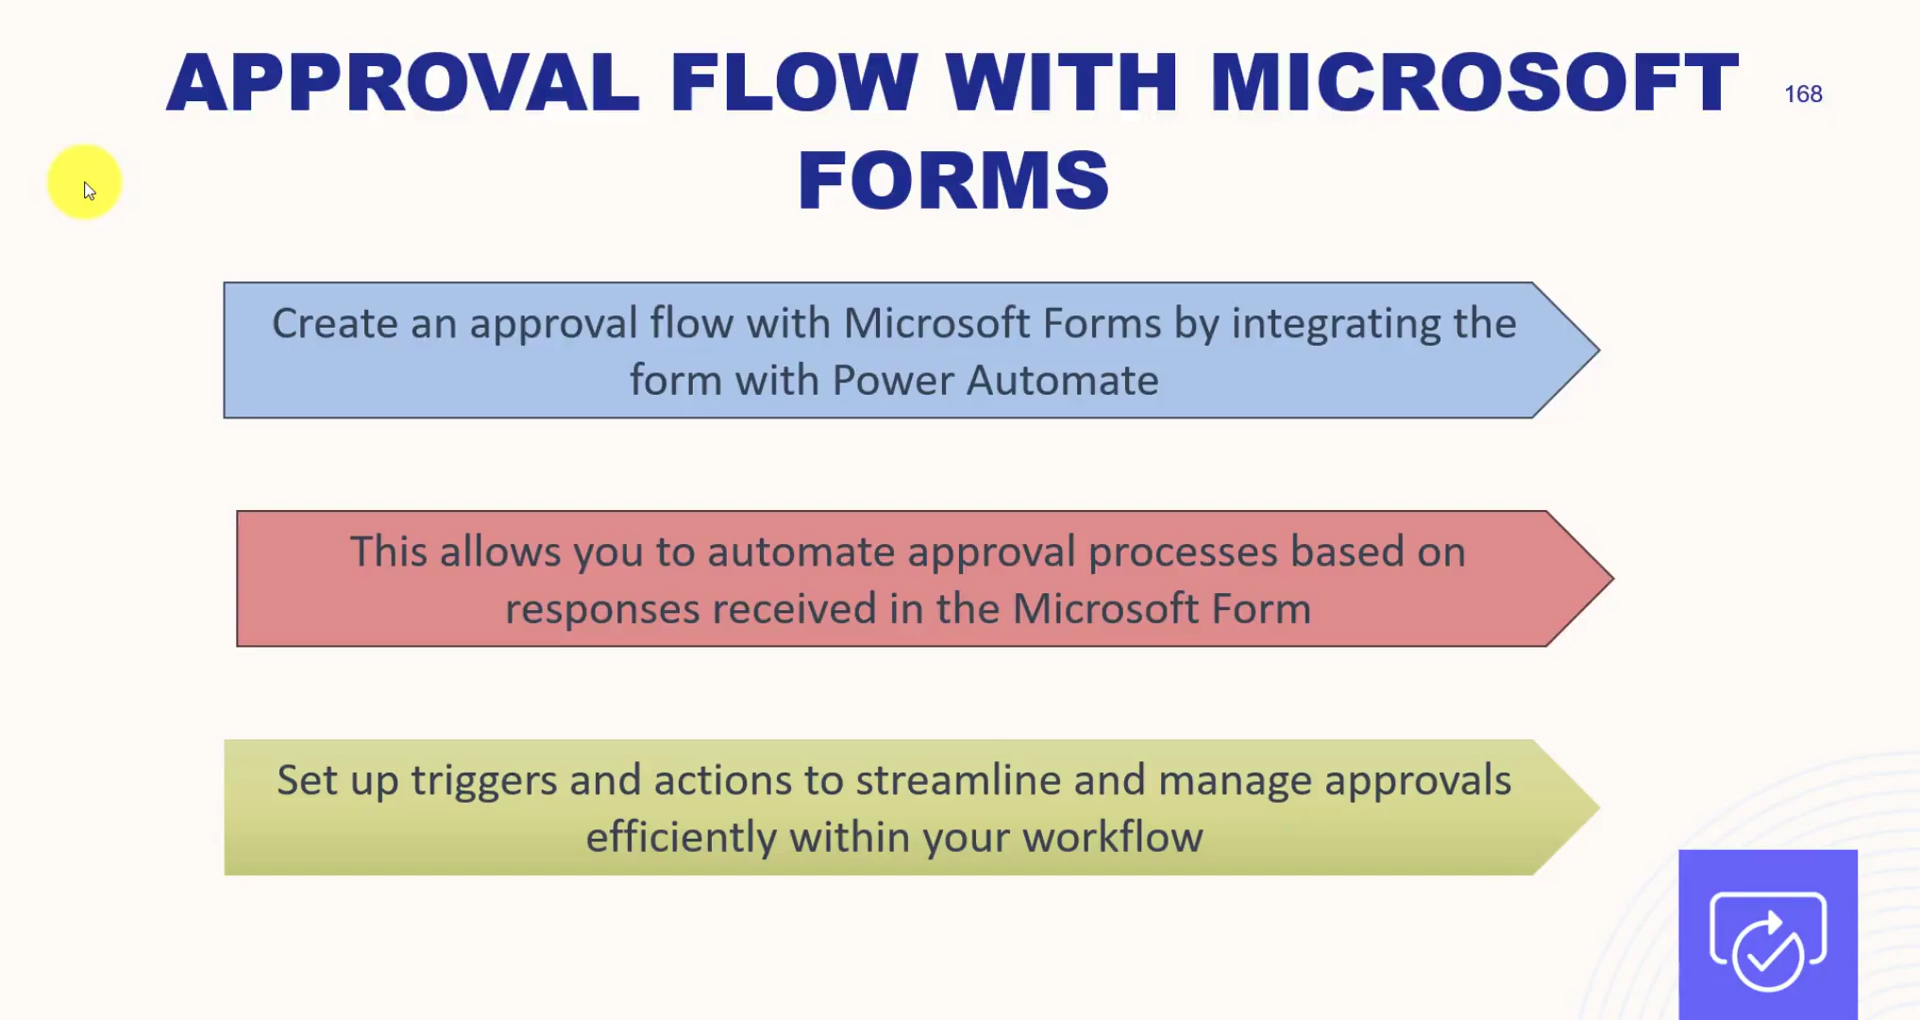 APPROVAL FLOW WITH MICROSOFT
FORMS
168
Create an approval flow with Microsoft Forms by integrating the
form with Power Automate
This allows you to automate approval processes based on
responses received in the Microsoft Form
Set up triggers and actions to streamline and manage approvals
efficiently within your workflow